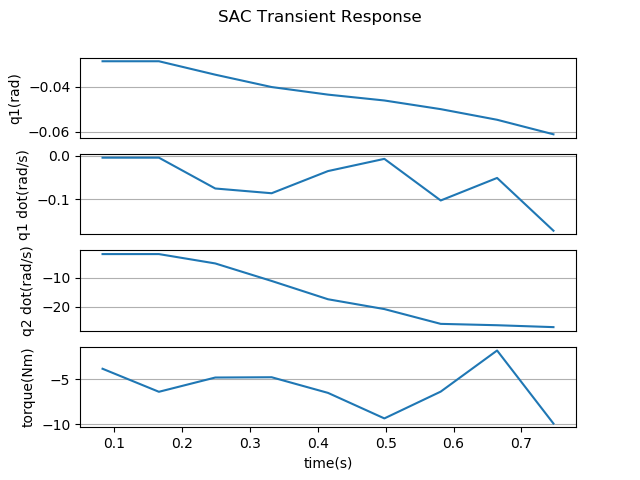 SAC Transient Response
q1(rad)
−0.04
−0.06
q1 dot(rad/s)
0.0
−0.1
q2 dot(rad/s)
−10
−20
torque(Nm)
−5
−10
0.1 0.2 0.3 0.4 0.5 0.6 0.7
time(s)